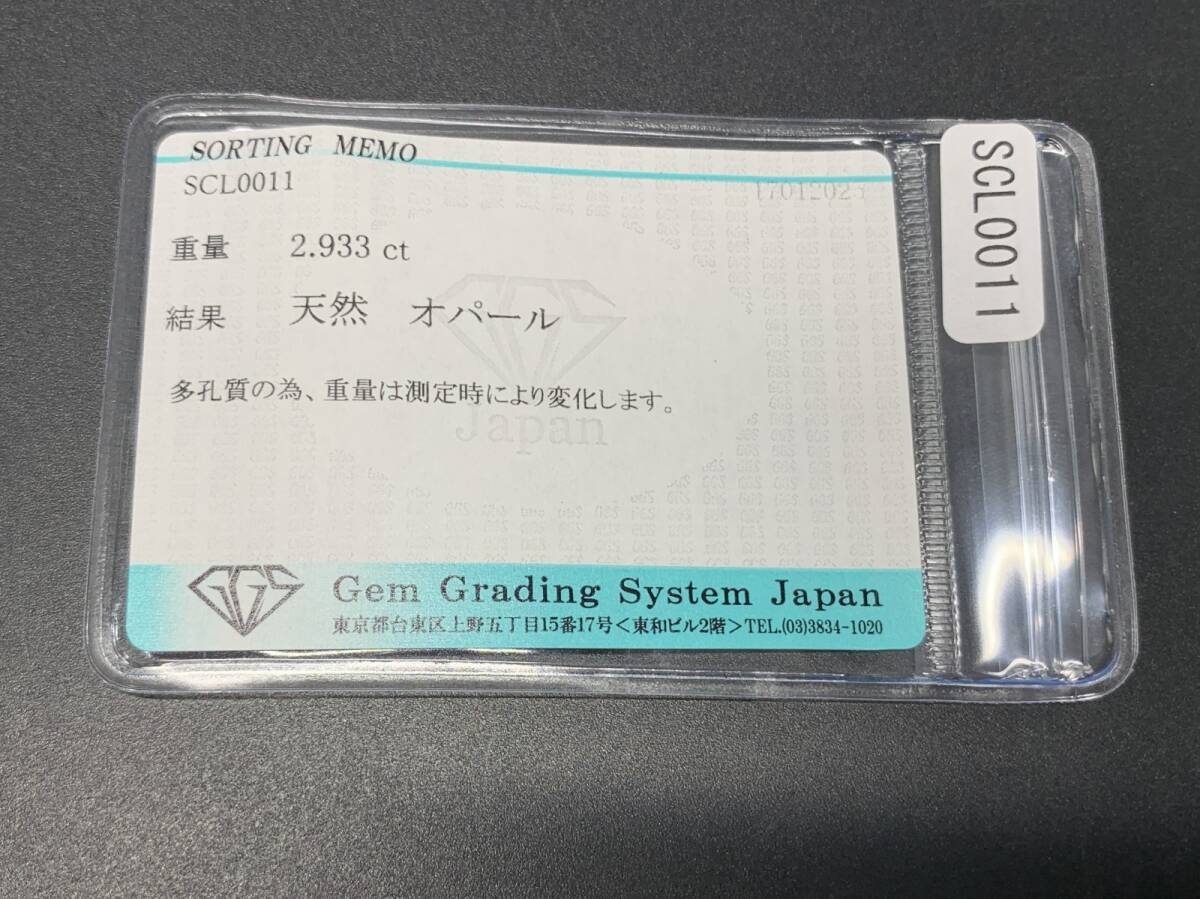 SORTING MEMO
SCL0011
重量 2.933 ct
結果 天然 オパール
多孔質の為、重量は測定時により変化します。
Japan
GGS Gem Grading System Japan
東京都台東区上野五丁目15番17号<東和ビル2階>TEL.(03)3834-1020
SCL0011